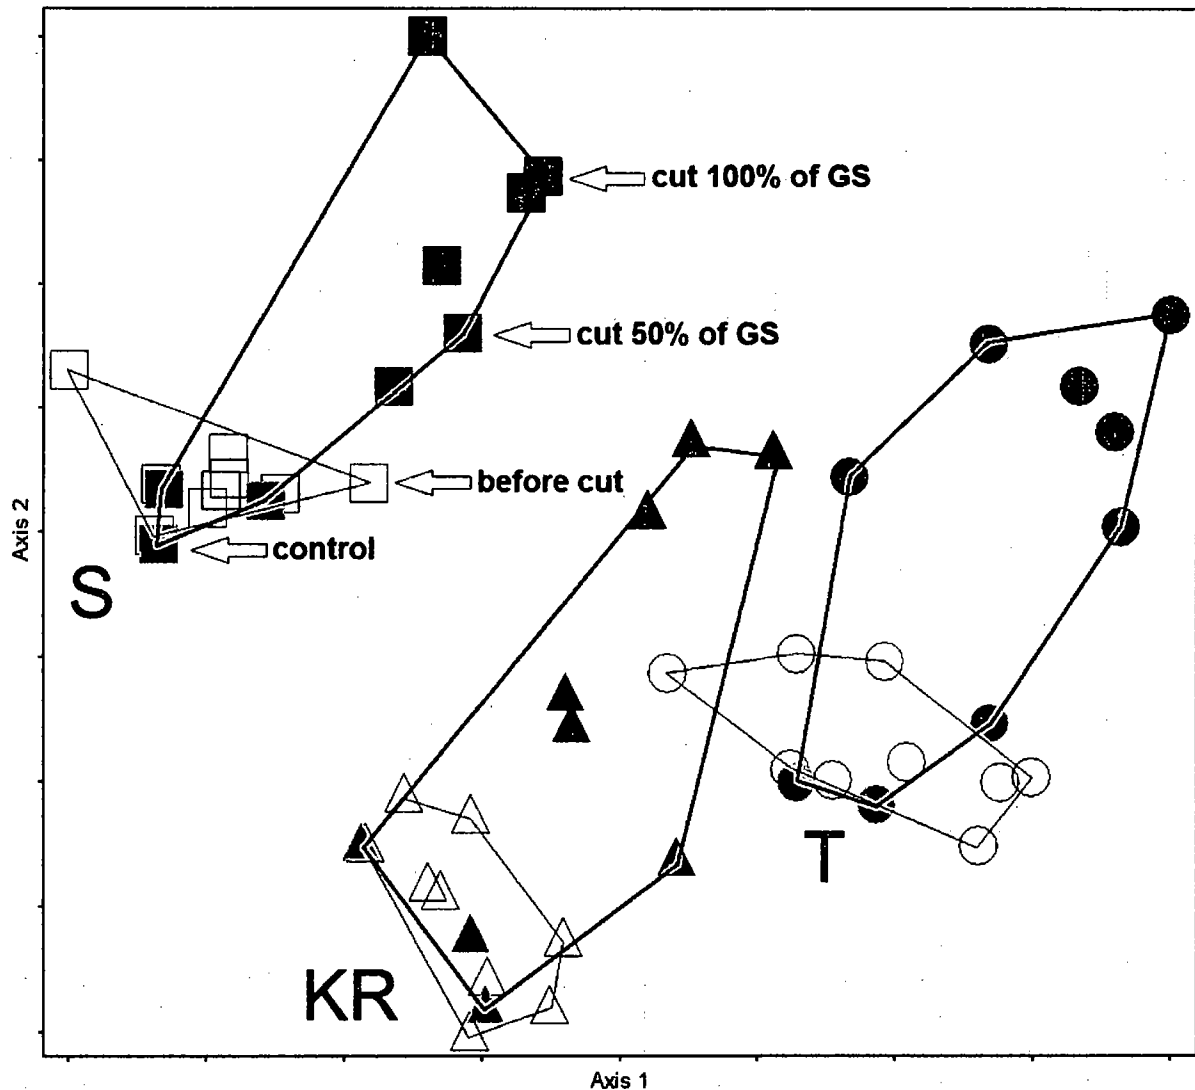 cut 100% of GS
cut 50% of GS
before cut
control
S
T
KR
Axis 2
Axis 1